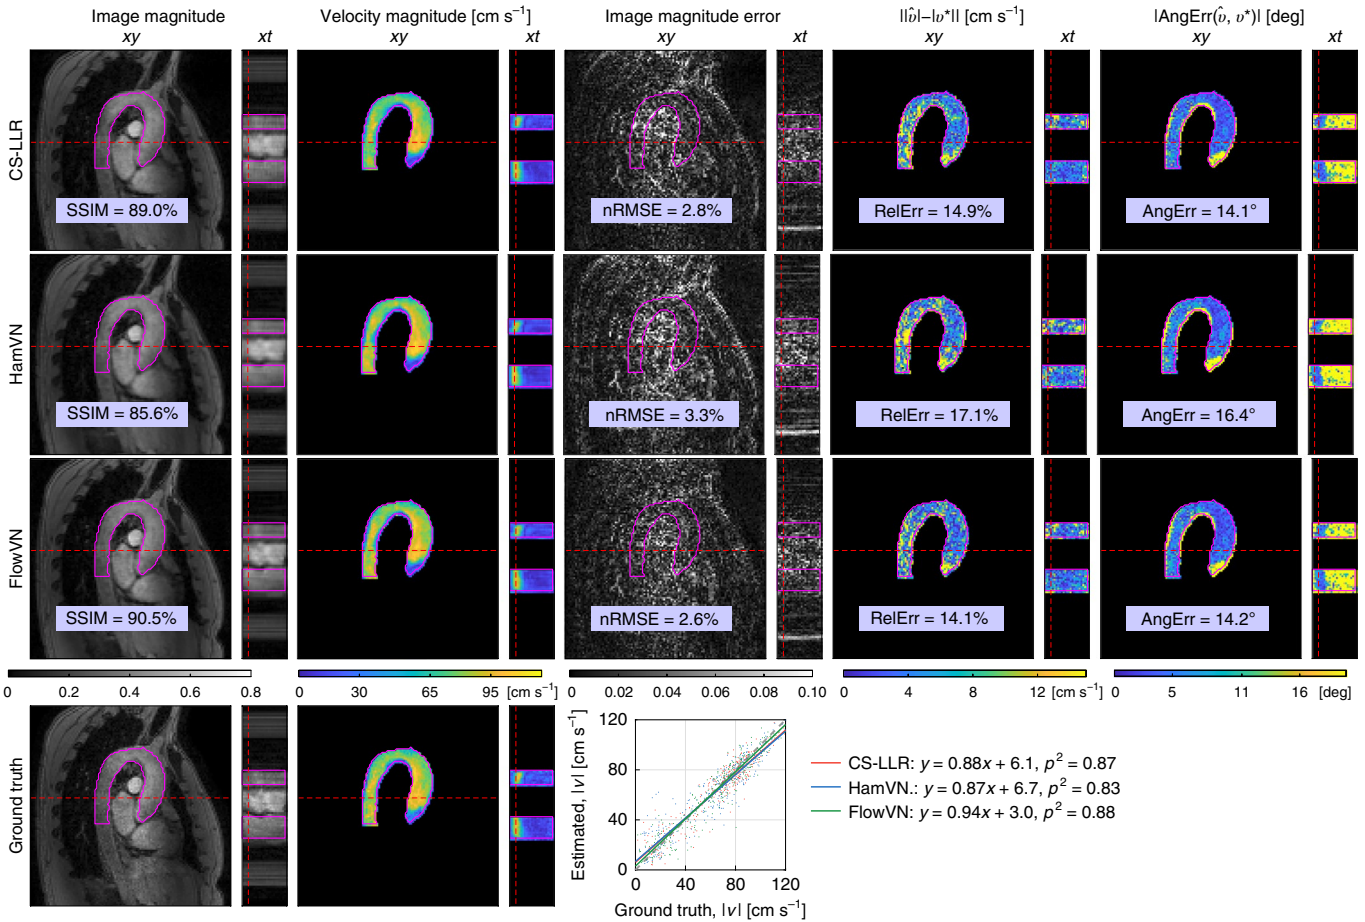 Image magnitude
Velocity magnitude [cm s⁻¹]
Image magnitude error
||v̂|–|v*|| [cm s⁻¹]
|AngErr(v̂, v*)| [deg]
xy xt xy xt xy xt xy xt xy xt
CS-LLR
SSIM = 89.0%
nRMSE = 2.8%
RelErr = 14.9%
AngErr = 14.1°
HamVN
SSIM = 85.6%
nRMSE = 3.3%
RelErr = 17.1%
AngErr = 16.4°
FlowVN
SSIM = 90.5%
nRMSE = 2.6%
RelErr = 14.1%
AngErr = 14.2°
0 0.2 0.4 0.6 0.8
0 30 65 95 [cm s⁻¹]
0 0.02 0.04 0.06 0.08 0.10
0 4 8 12 [cm s⁻¹]
0 5 11 16 [deg]
Ground truth
Estimated, |v| [cm s⁻¹]
120
80
40
0
0 40 80 120
Ground truth, |v| [cm s⁻¹]
CS-LLR: y = 0.88x + 6.1, p² = 0.87
HamVN.: y = 0.87x + 6.7, p² = 0.83
FlowVN: y = 0.94x + 3.0, p² = 0.88